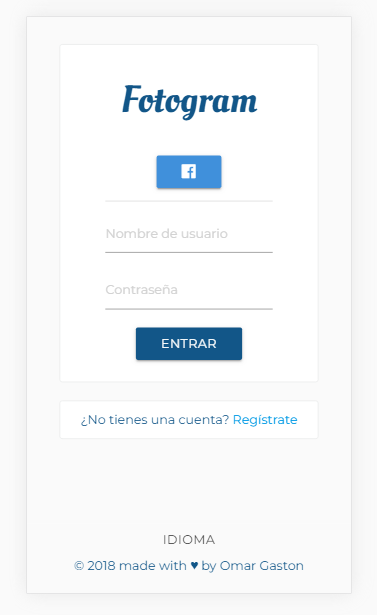 Fotogram
Nombre de usuario
Contraseña
ENTRAR
¿No tienes una cuenta? Regístrate
IDIOMA
© 2018 made with ♥ by Omar Gaston